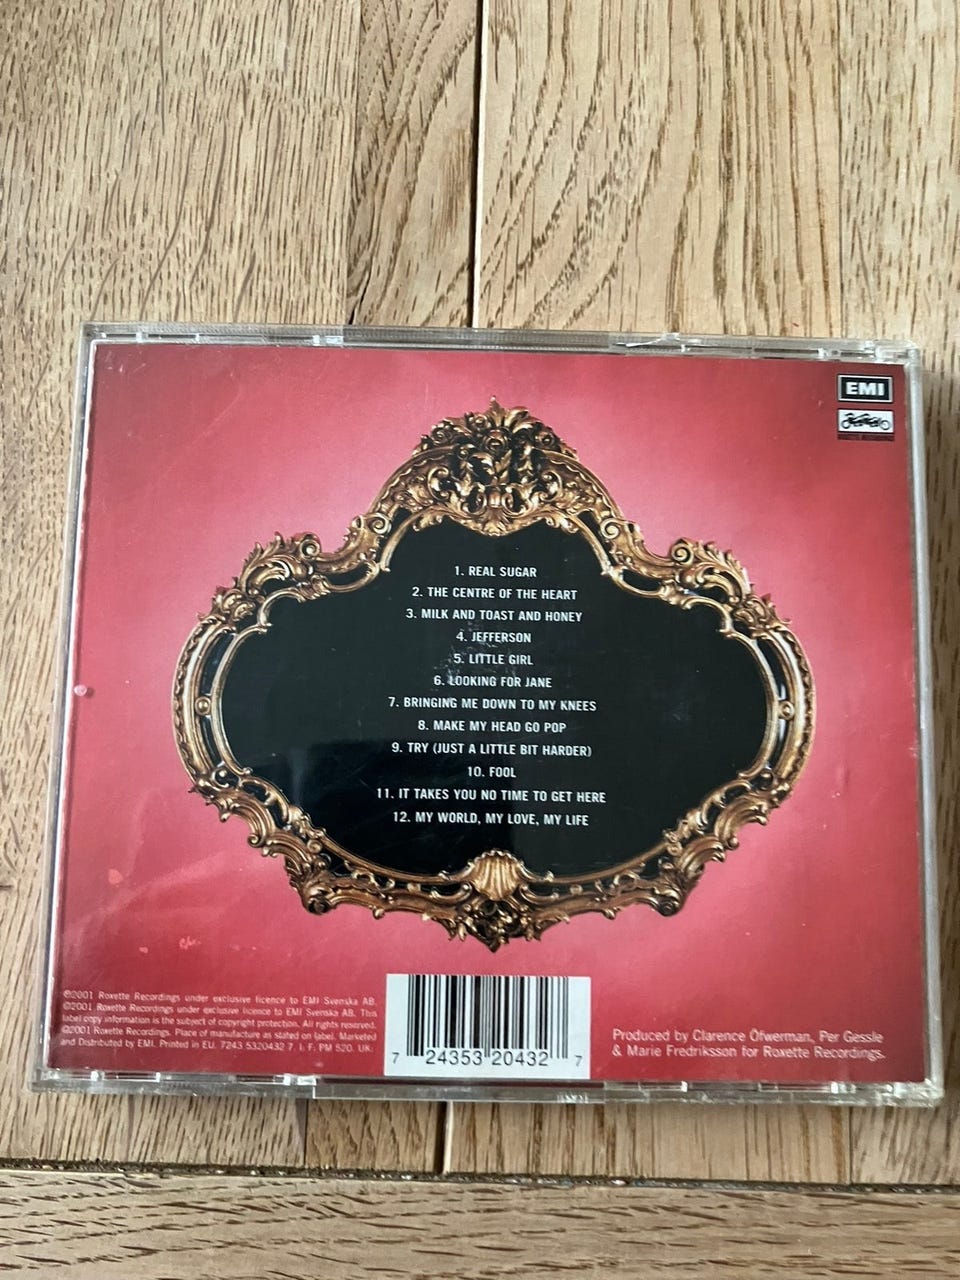 EMI
1. REAL SUGAR
2. THE CENTRE OF THE HEART
3. MILK AND TOAST AND HONEY
4. JEFFERSON
5. LITTLE GIRL
6. LOOKING FOR JANE
7. BRINGING ME DOWN TO MY KNEES
8. MAKE MY HEAD GO POP
9. TRY (JUST A LITTLE BIT HARDER)
10. FOOL
11. IT TAKES YOU NO TIME TO GET HERE
12. MY WORLD, MY LOVE, MY LIFE
℗2001 Roxette Recordings under exclusive licence to EMI Svenska AB.
©2001 Roxette Recordings under exclusive licence to EMI Svenska AB. This
label copy information is the subject of copyright protection. All rights reserved.
©2001 Roxette Recordings. Place of manufacture as stated on label. Marketed
and Distributed by EMI. Printed in EU. 7243 5320432 7. I: F. PM 520. UK:
7 24353 20432 7
Produced by Clarence Öfwerman, Per Gessle
& Marie Fredriksson for Roxette Recordings.